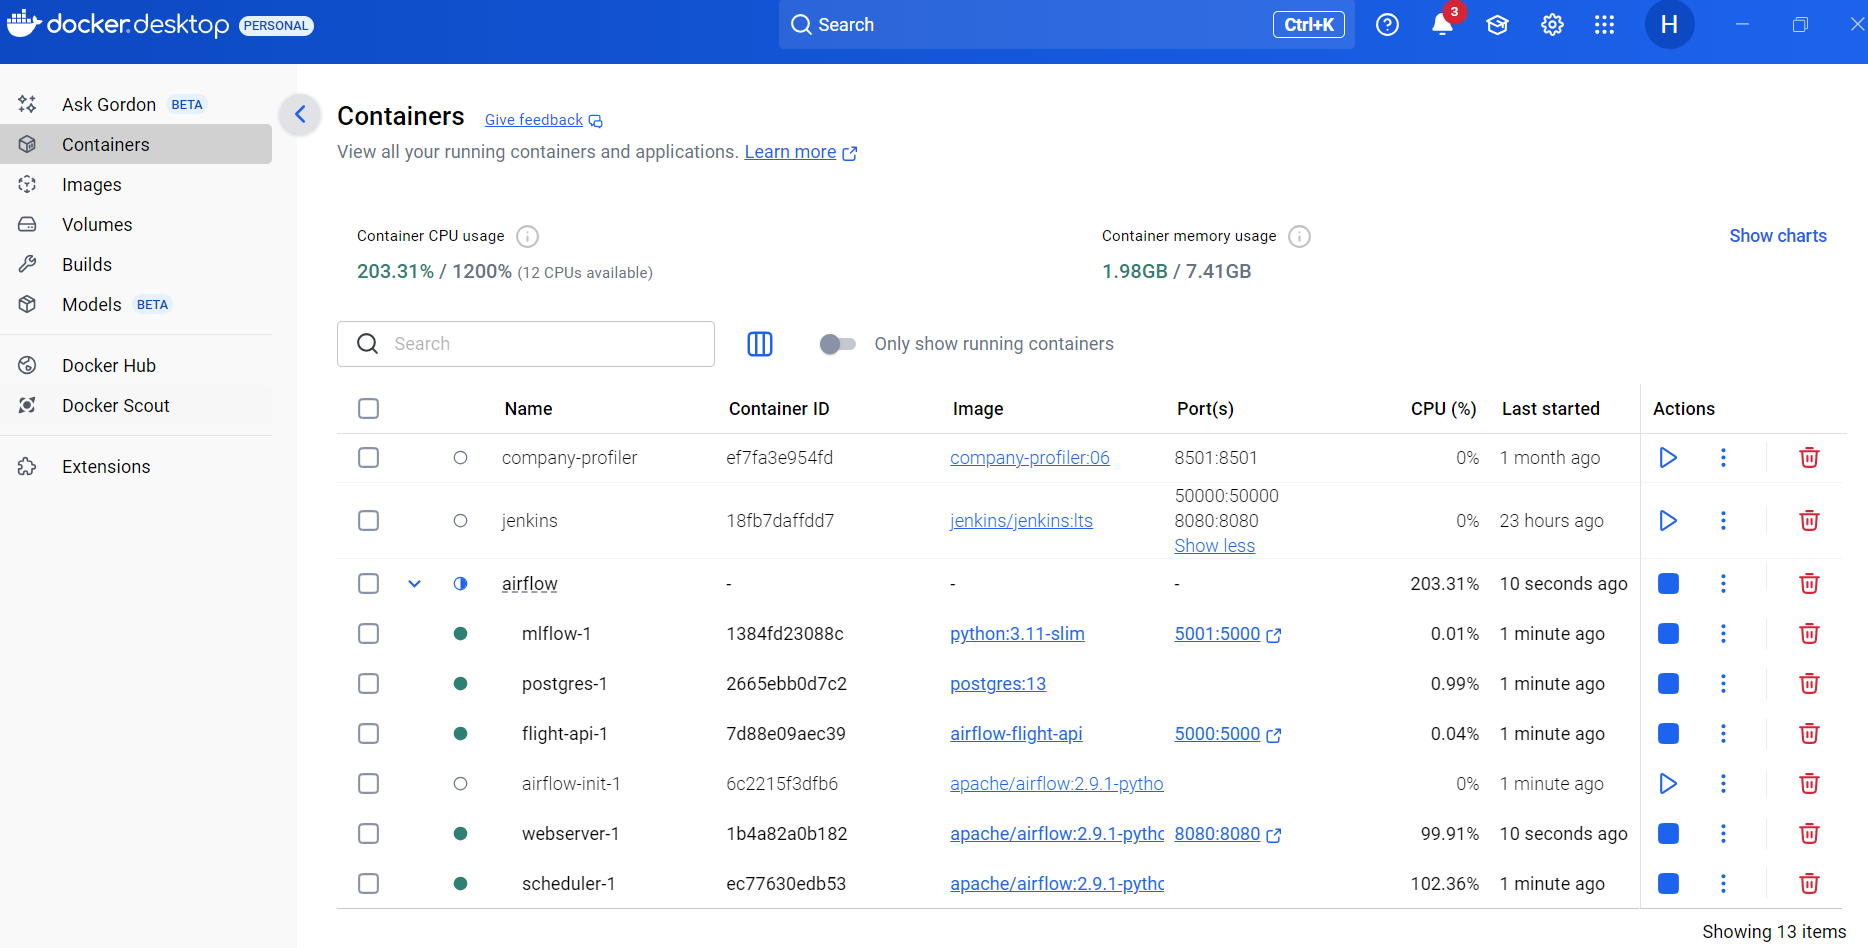 docker.desktop PERSONAL Search Ctrl+K 3 H
Ask Gordon BETA
Containers
Images
Volumes
Builds
Models BETA
Docker Hub
Docker Scout
Extensions
Containers Give feedback
View all your running containers and applications. Learn more
Container CPU usage
203.31% / 1200% (12 CPUs available)
Container memory usage
1.98GB / 7.41GB
Show charts
Search Only show running containers
Name Container ID Image Port(s) CPU (%) Last started Actions
company-profiler ef7fa3e954fd company-profiler:06 8501:8501 0% 1 month ago
jenkins 18fb7daffdd7 jenkins/jenkins:lts 50000:50000
8080:8080
Show less
0% 23 hours ago
airflow - - - 203.31% 10 seconds ago
mlflow-1 1384fd23088c python:3.11-slim 5001:5000 0.01% 1 minute ago
postgres-1 2665ebb0d7c2 postgres:13 0.99% 1 minute ago
flight-api-1 7d88e09aec39 airflow-flight-api 5000:5000 0.04% 1 minute ago
airflow-init-1 6c2215f3dfb6 apache/airflow:2.9.1-pytho 0% 1 minute ago
webserver-1 1b4a82a0b182 apache/airflow:2.9.1-pythc 8080:8080 99.91% 10 seconds ago
scheduler-1 ec77630edb53 apache/airflow:2.9.1-pythc 102.36% 1 minute ago
Showing 13 items